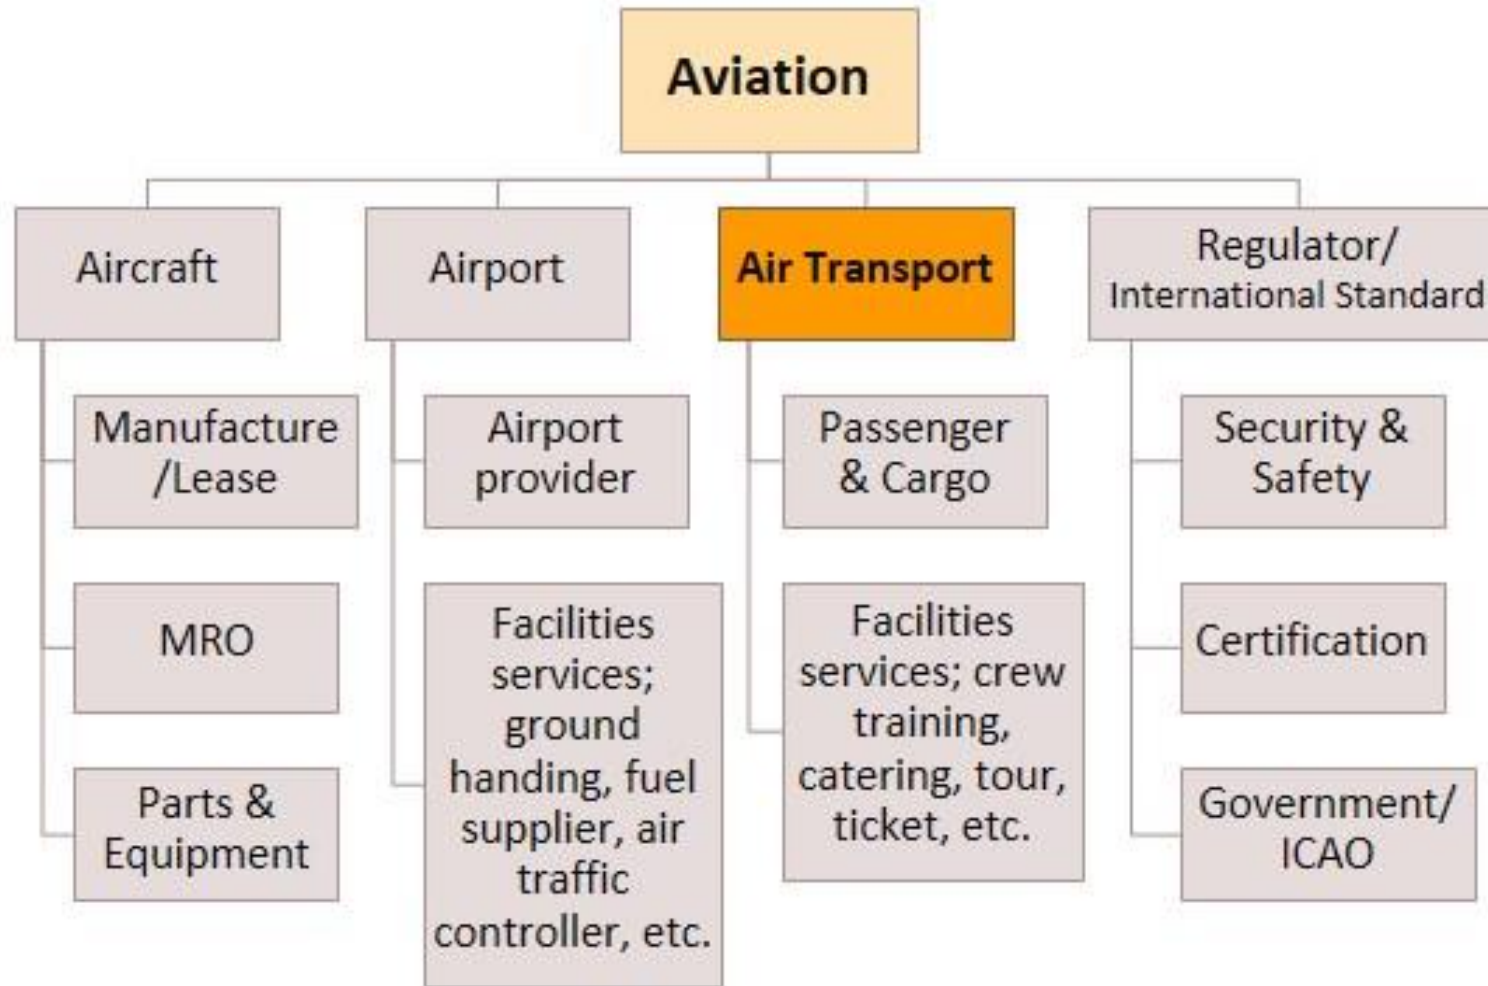 Aviation
Aircraft
Manufacture
/Lease
MRO
Parts &
Equipment
Airport
Airport
provider
Facilities
services;
ground
handing, fuel
supplier, air
traffic
controller, etc.
Air Transport
Passenger
& Cargo
Facilities
services; crew
training,
catering, tour,
ticket, etc.
Regulator/
International Standard
Security &
Safety
Certification
Government/
ICAO